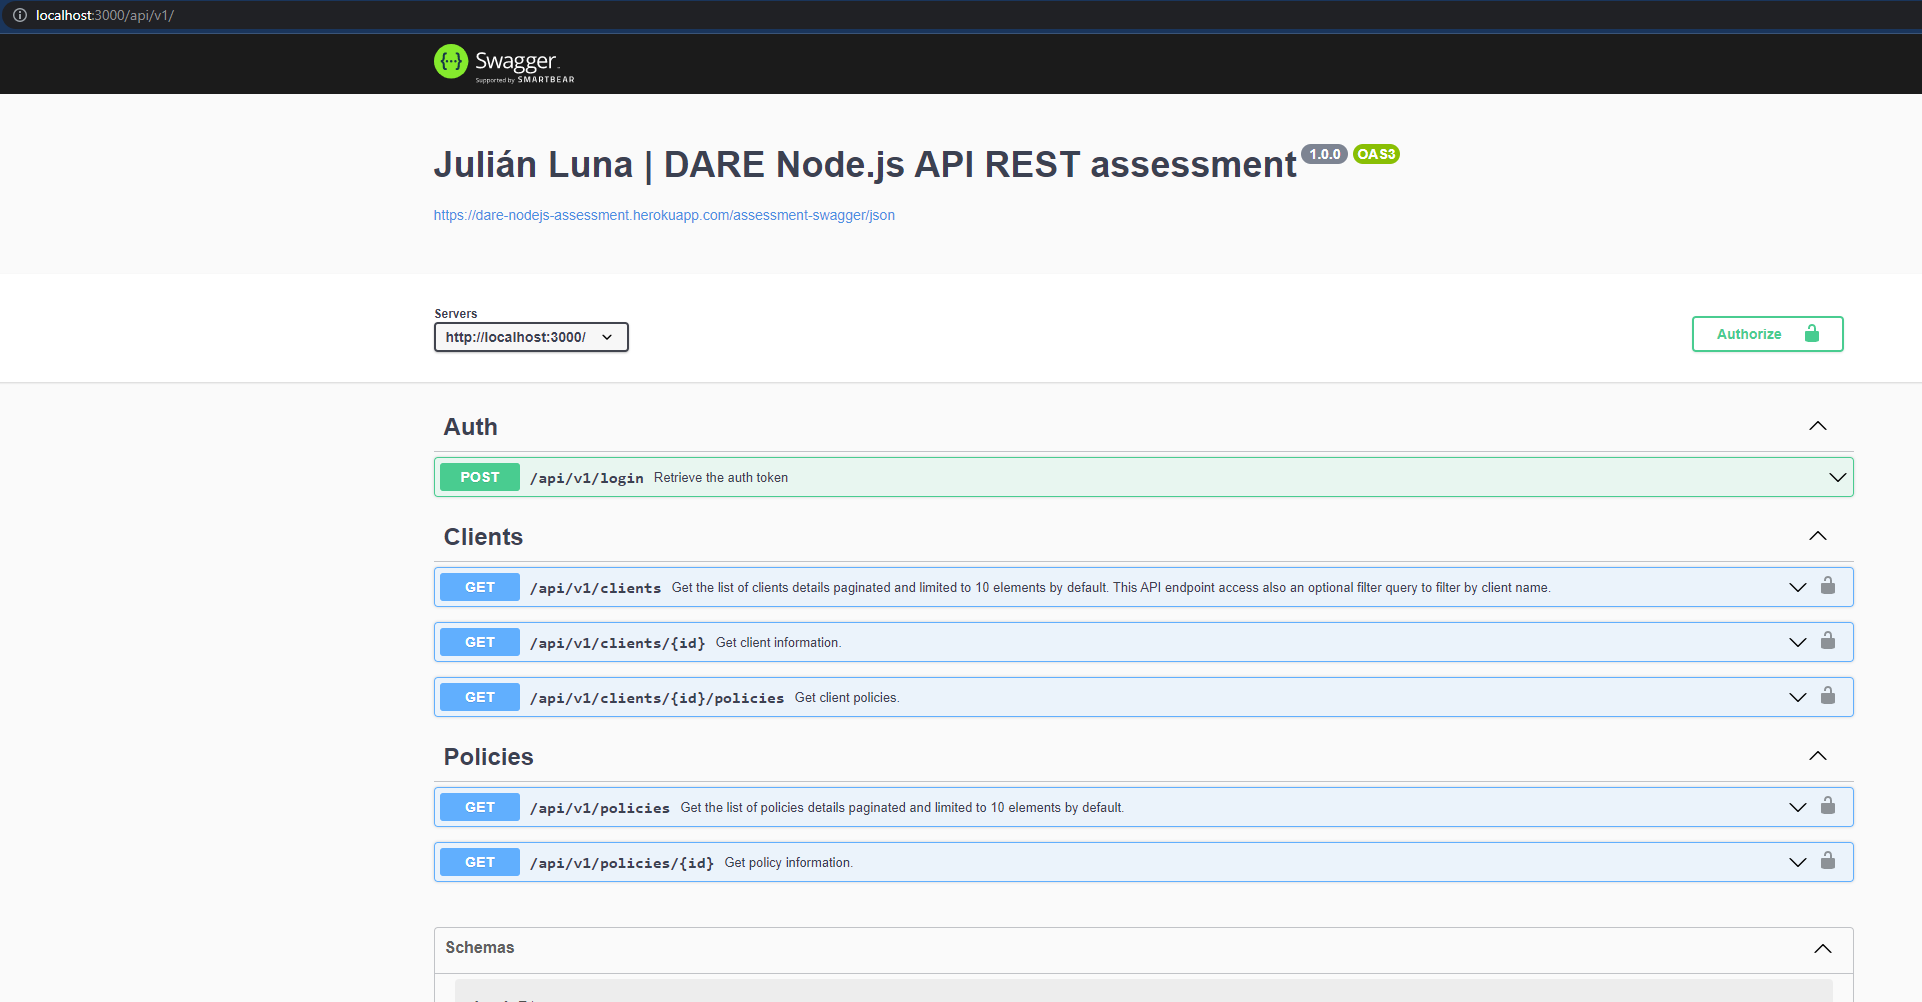 localhost:3000/api/v1/
{···} Swagger
Supported by SMARTBEAR
Julián Luna | DARE Node.js API REST assessment 1.0.0 OAS3
https://dare-nodejs-assessment.herokuapp.com/assessment-swagger/json
Servers
http://localhost:3000/
Authorize
Auth
POST /api/v1/login Retrieve the auth token
Clients
GET /api/v1/clients Get the list of clients details paginated and limited to 10 elements by default. This API endpoint access also an optional filter query to filter by client name.
GET /api/v1/clients/{id} Get client information.
GET /api/v1/clients/{id}/policies Get client policies.
Policies
GET /api/v1/policies Get the list of policies details paginated and limited to 10 elements by default.
GET /api/v1/policies/{id} Get policy information.
Schemas